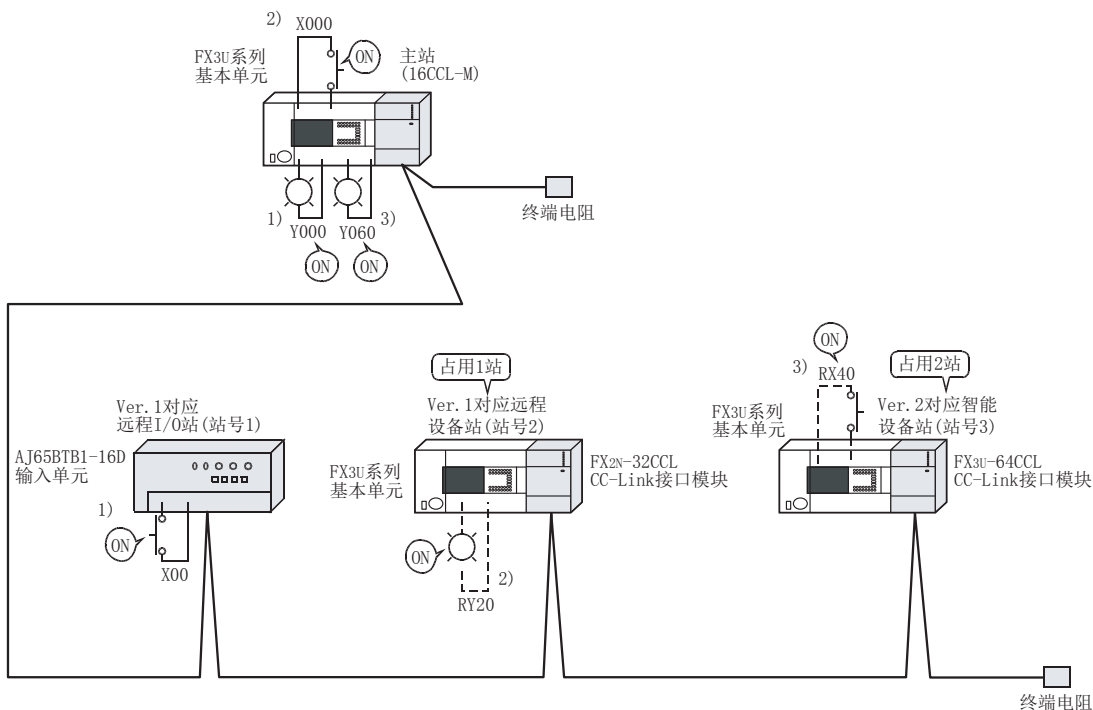 2) X000
FX3U系列
基本单元
ON
主站
(16CCL-M)
1)
Y000
Y060
3)
ON
ON
终端电阻
Ver.1对应
远程I/O站(站号1)
AJ65BTB1-16D
输入单元
1)
ON
X00
占用1站
Ver.1对应远程
设备站(站号2)
FX3U系列
基本单元
FX2N-32CCL
CC-Link接口模块
ON
2)
RY20
ON
3) RX40
占用2站
FX3U系列
基本单元
Ver.2对应智能
设备站(站号3)
FX3U-64CCL
CC-Link接口模块
终端电阻